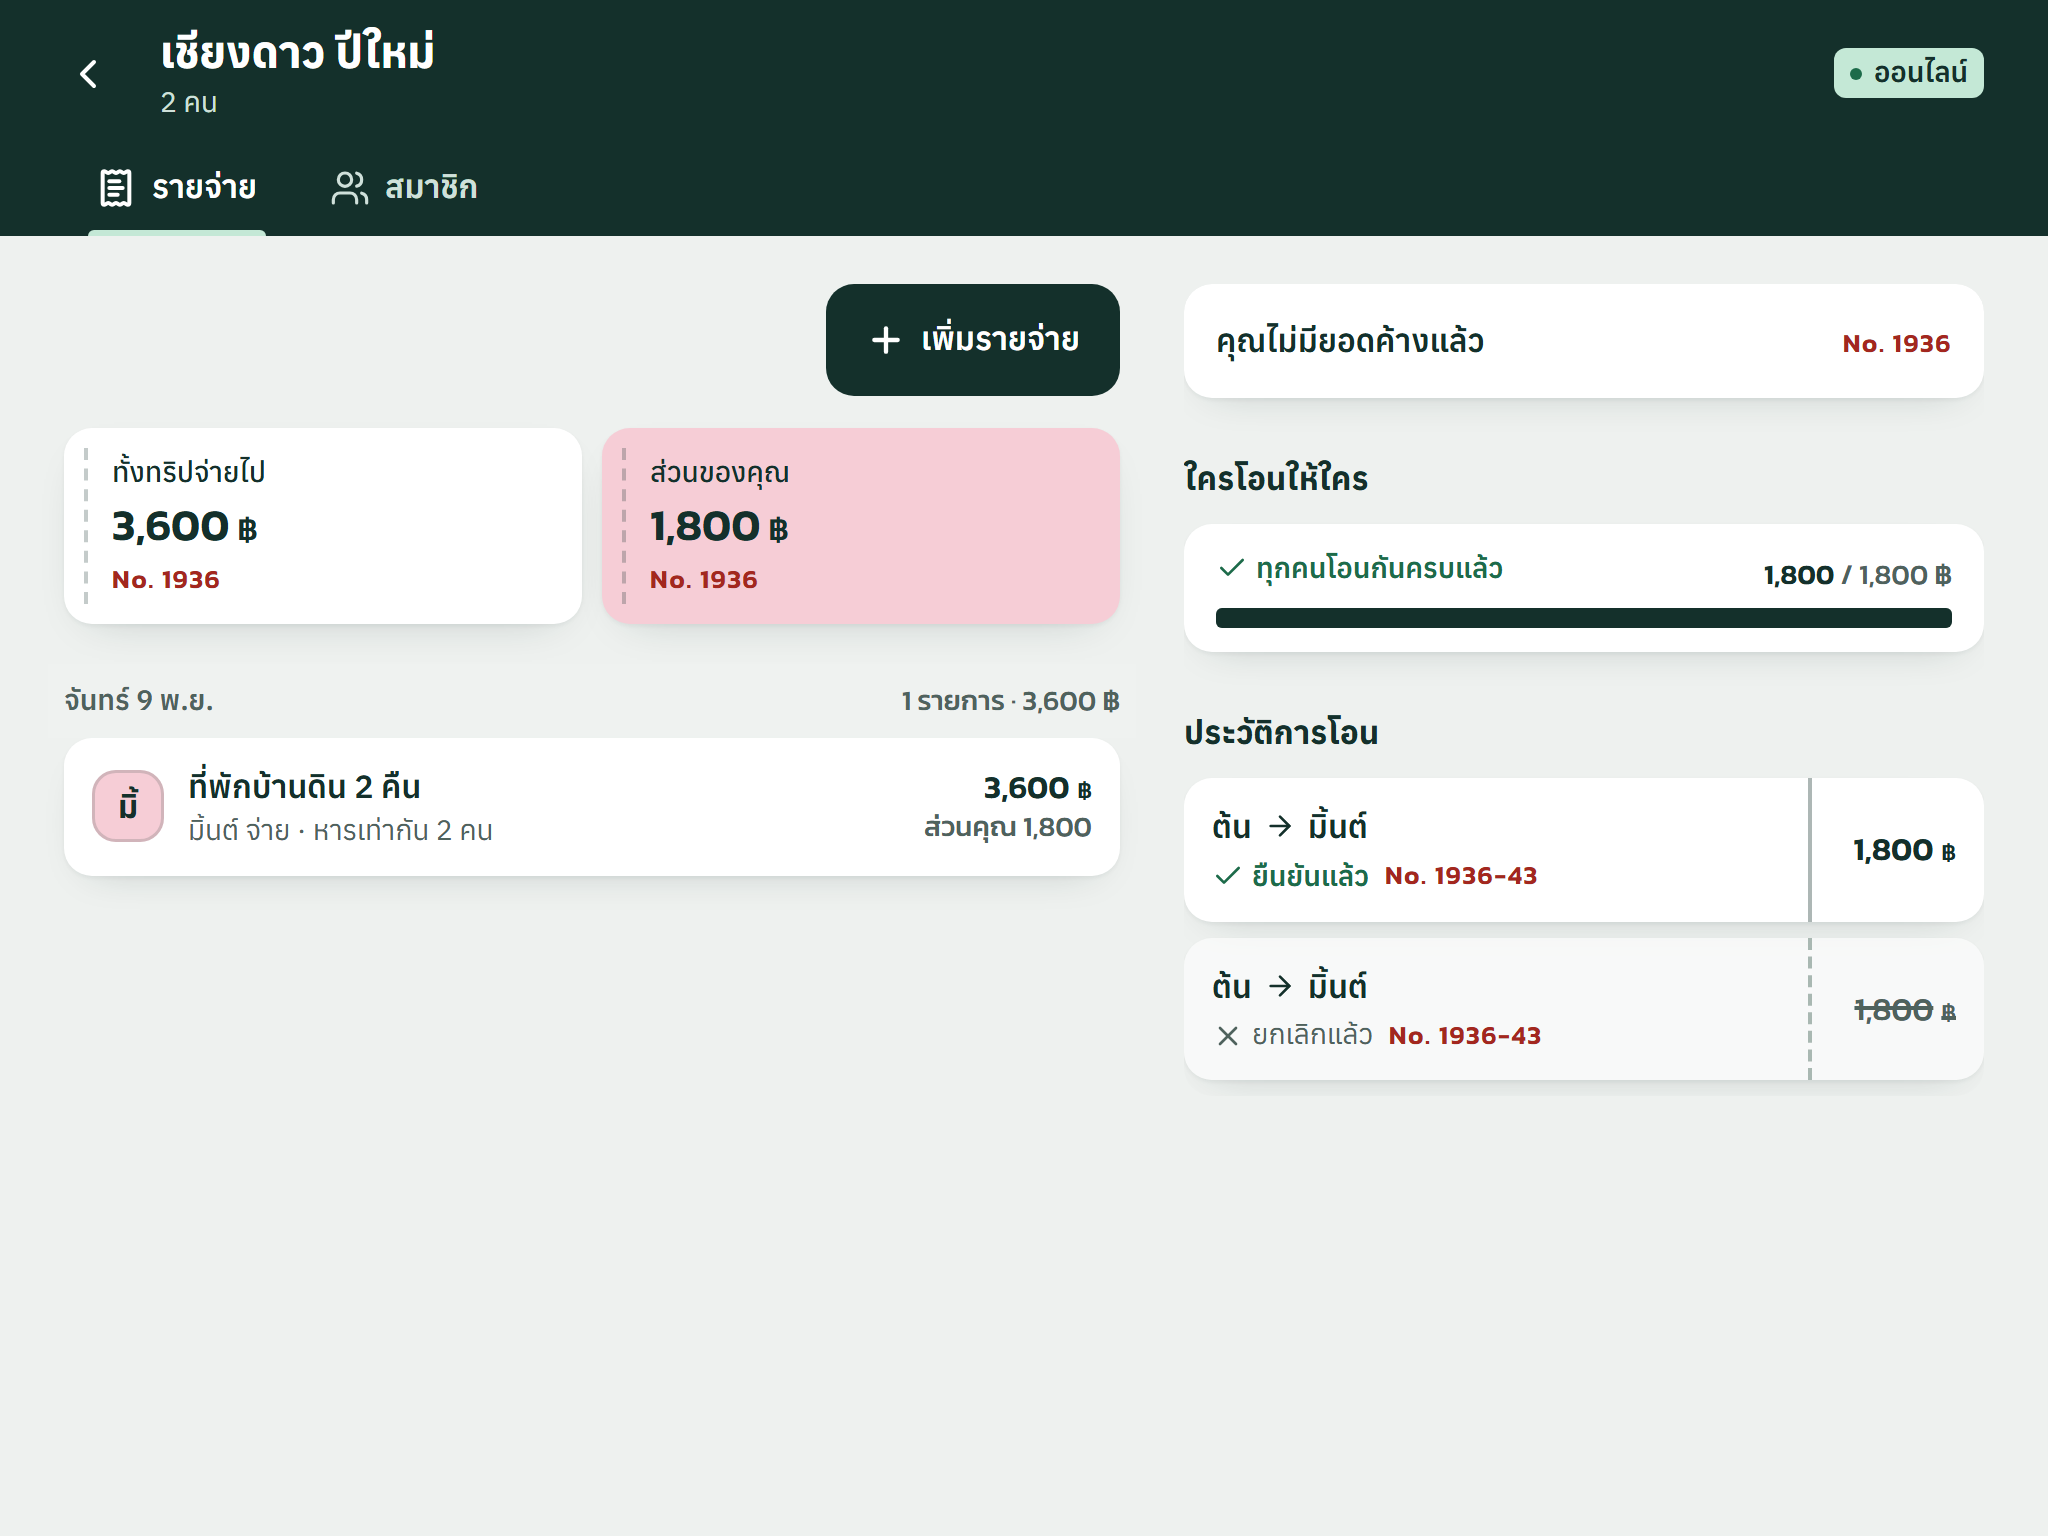 เชียงดาว ปีใหม่
2 คน
ออนไลน์
รายจ่าย
สมาชิก
เพิ่มรายจ่าย
ทั้งทริปจ่ายไป
3,600 ฿
No. 1936
ส่วนของคุณ
1,800 ฿
No. 1936
จันทร์ 9 พ.ย.
1 รายการ · 3,600 ฿
มิ้
ที่พักบ้านดิน 2 คืน
มิ้นต์ จ่าย · หารเท่ากัน 2 คน
3,600 ฿
ส่วนคุณ 1,800
คุณไม่มียอดค้างแล้ว
No. 1936
ใครโอนให้ใคร
ทุกคนโอนกันครบแล้ว
1,800 / 1,800 ฿
ประวัติการโอน
ต้น → มิ้นต์
ยืนยันแล้ว No. 1936-43
1,800 ฿
ต้น → มิ้นต์
ยกเลิกแล้ว No. 1936-43
1,800 ฿